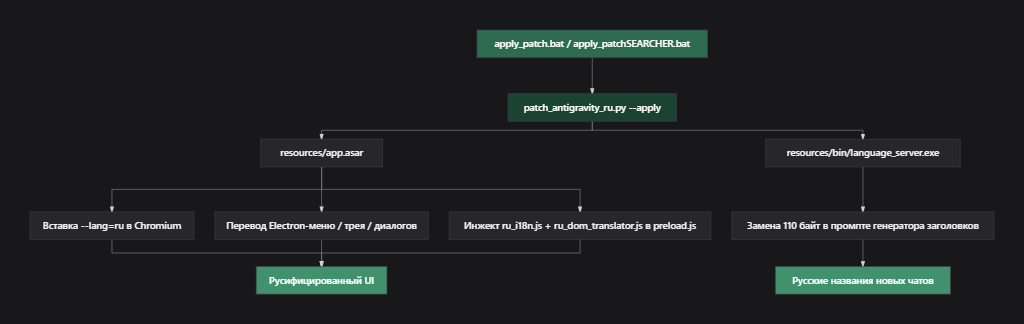 apply_patch.bat / apply_patchSEARCHER.bat
patch_antigravity_ru.py --apply
resources/app.asar
resources/bin/language_server.exe
Вставка --lang=ru в Chromium
Перевод Electron-меню / трея / диалогов
Инжект ru_i18n.js + ru_dom_translator.js в preload.js
Замена 110 байт в промпте генератора заголовков
Русифицированный UI
Русские названия новых чатов